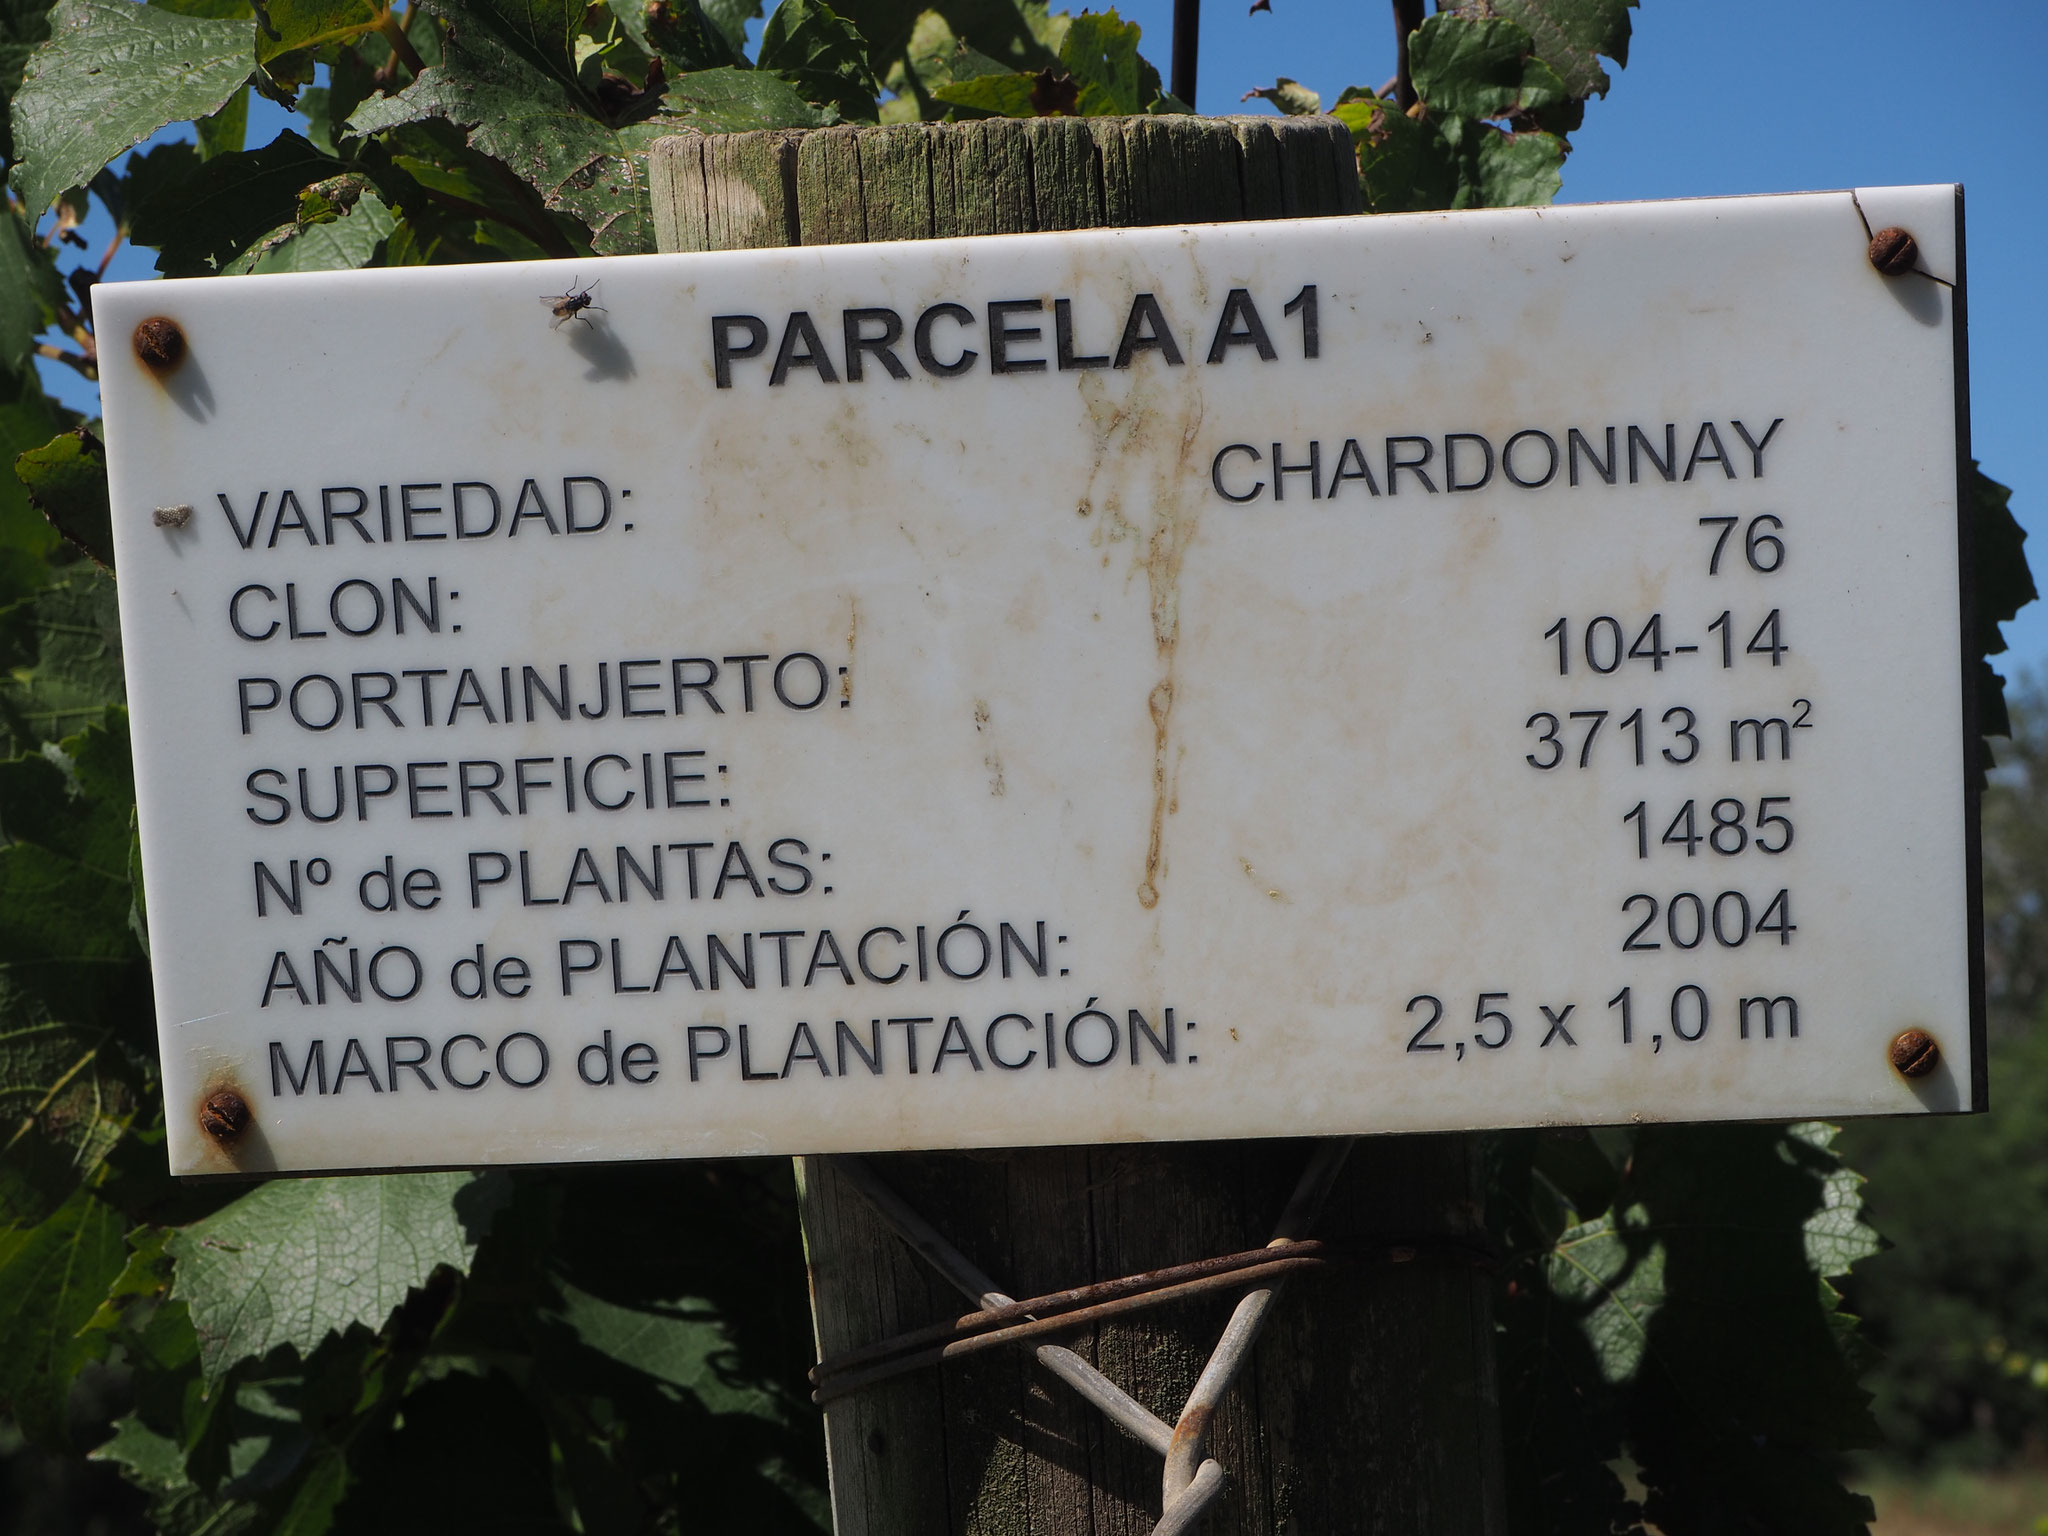 PARCELA A1
VARIEDAD: CHARDONNAY
CLON: 76
PORTAINJERTO: 104-14
SUPERFICIE: 3713 m²
Nº de PLANTAS: 1485
AÑO de PLANTACIÓN: 2004
MARCO de PLANTACIÓN: 2,5 x 1,0 m